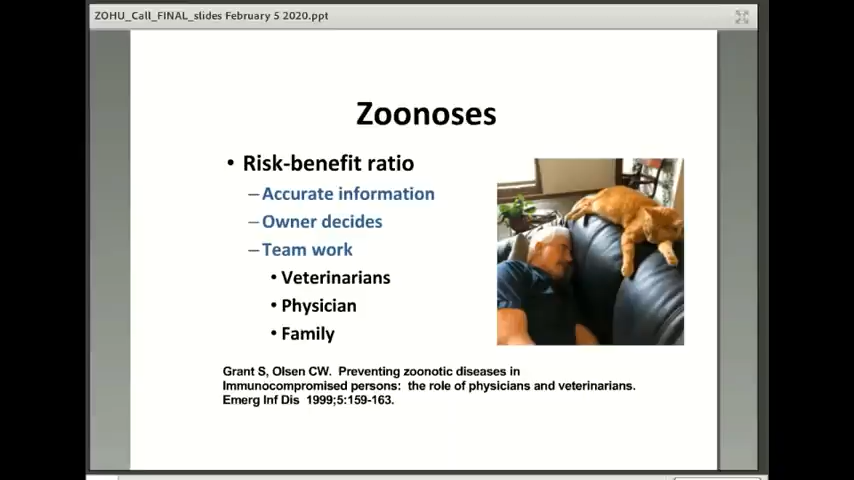 ZOHU_Call_FINAL_slides February 5 2020.ppt
Zoonoses
• Risk-benefit ratio
–Accurate information
–Owner decides
–Team work
• Veterinarians
• Physician
• Family
Grant S, Olsen CW. Preventing zoonotic diseases in
Immunocompromised persons: the role of physicians and veterinarians.
Emerg Inf Dis 1999;5:159-163.